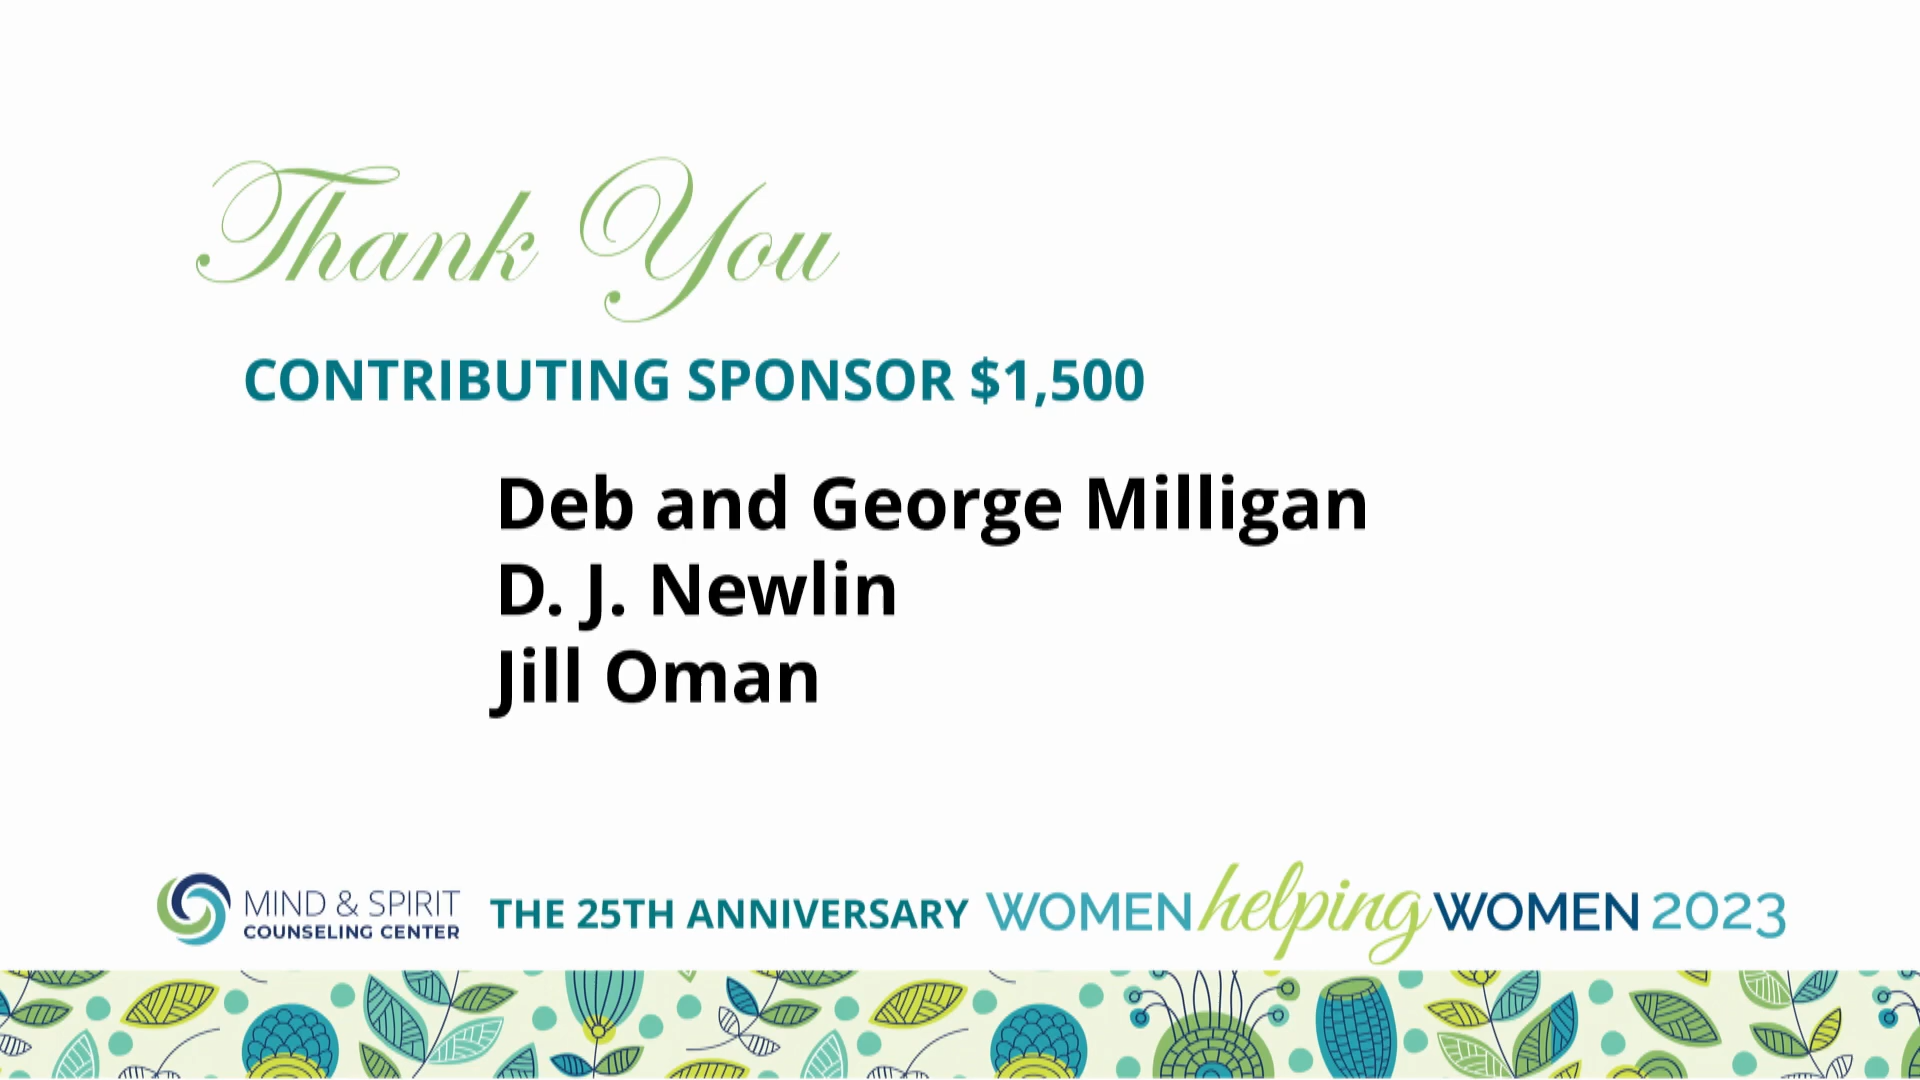 Thank You
CONTRIBUTING SPONSOR $1,500
Deb and George Milligan
D. J. Newlin
Jill Oman
MIND & SPIRIT
COUNSELING CENTER
THE 25TH ANNIVERSARY
WOMEN helping WOMEN 2023